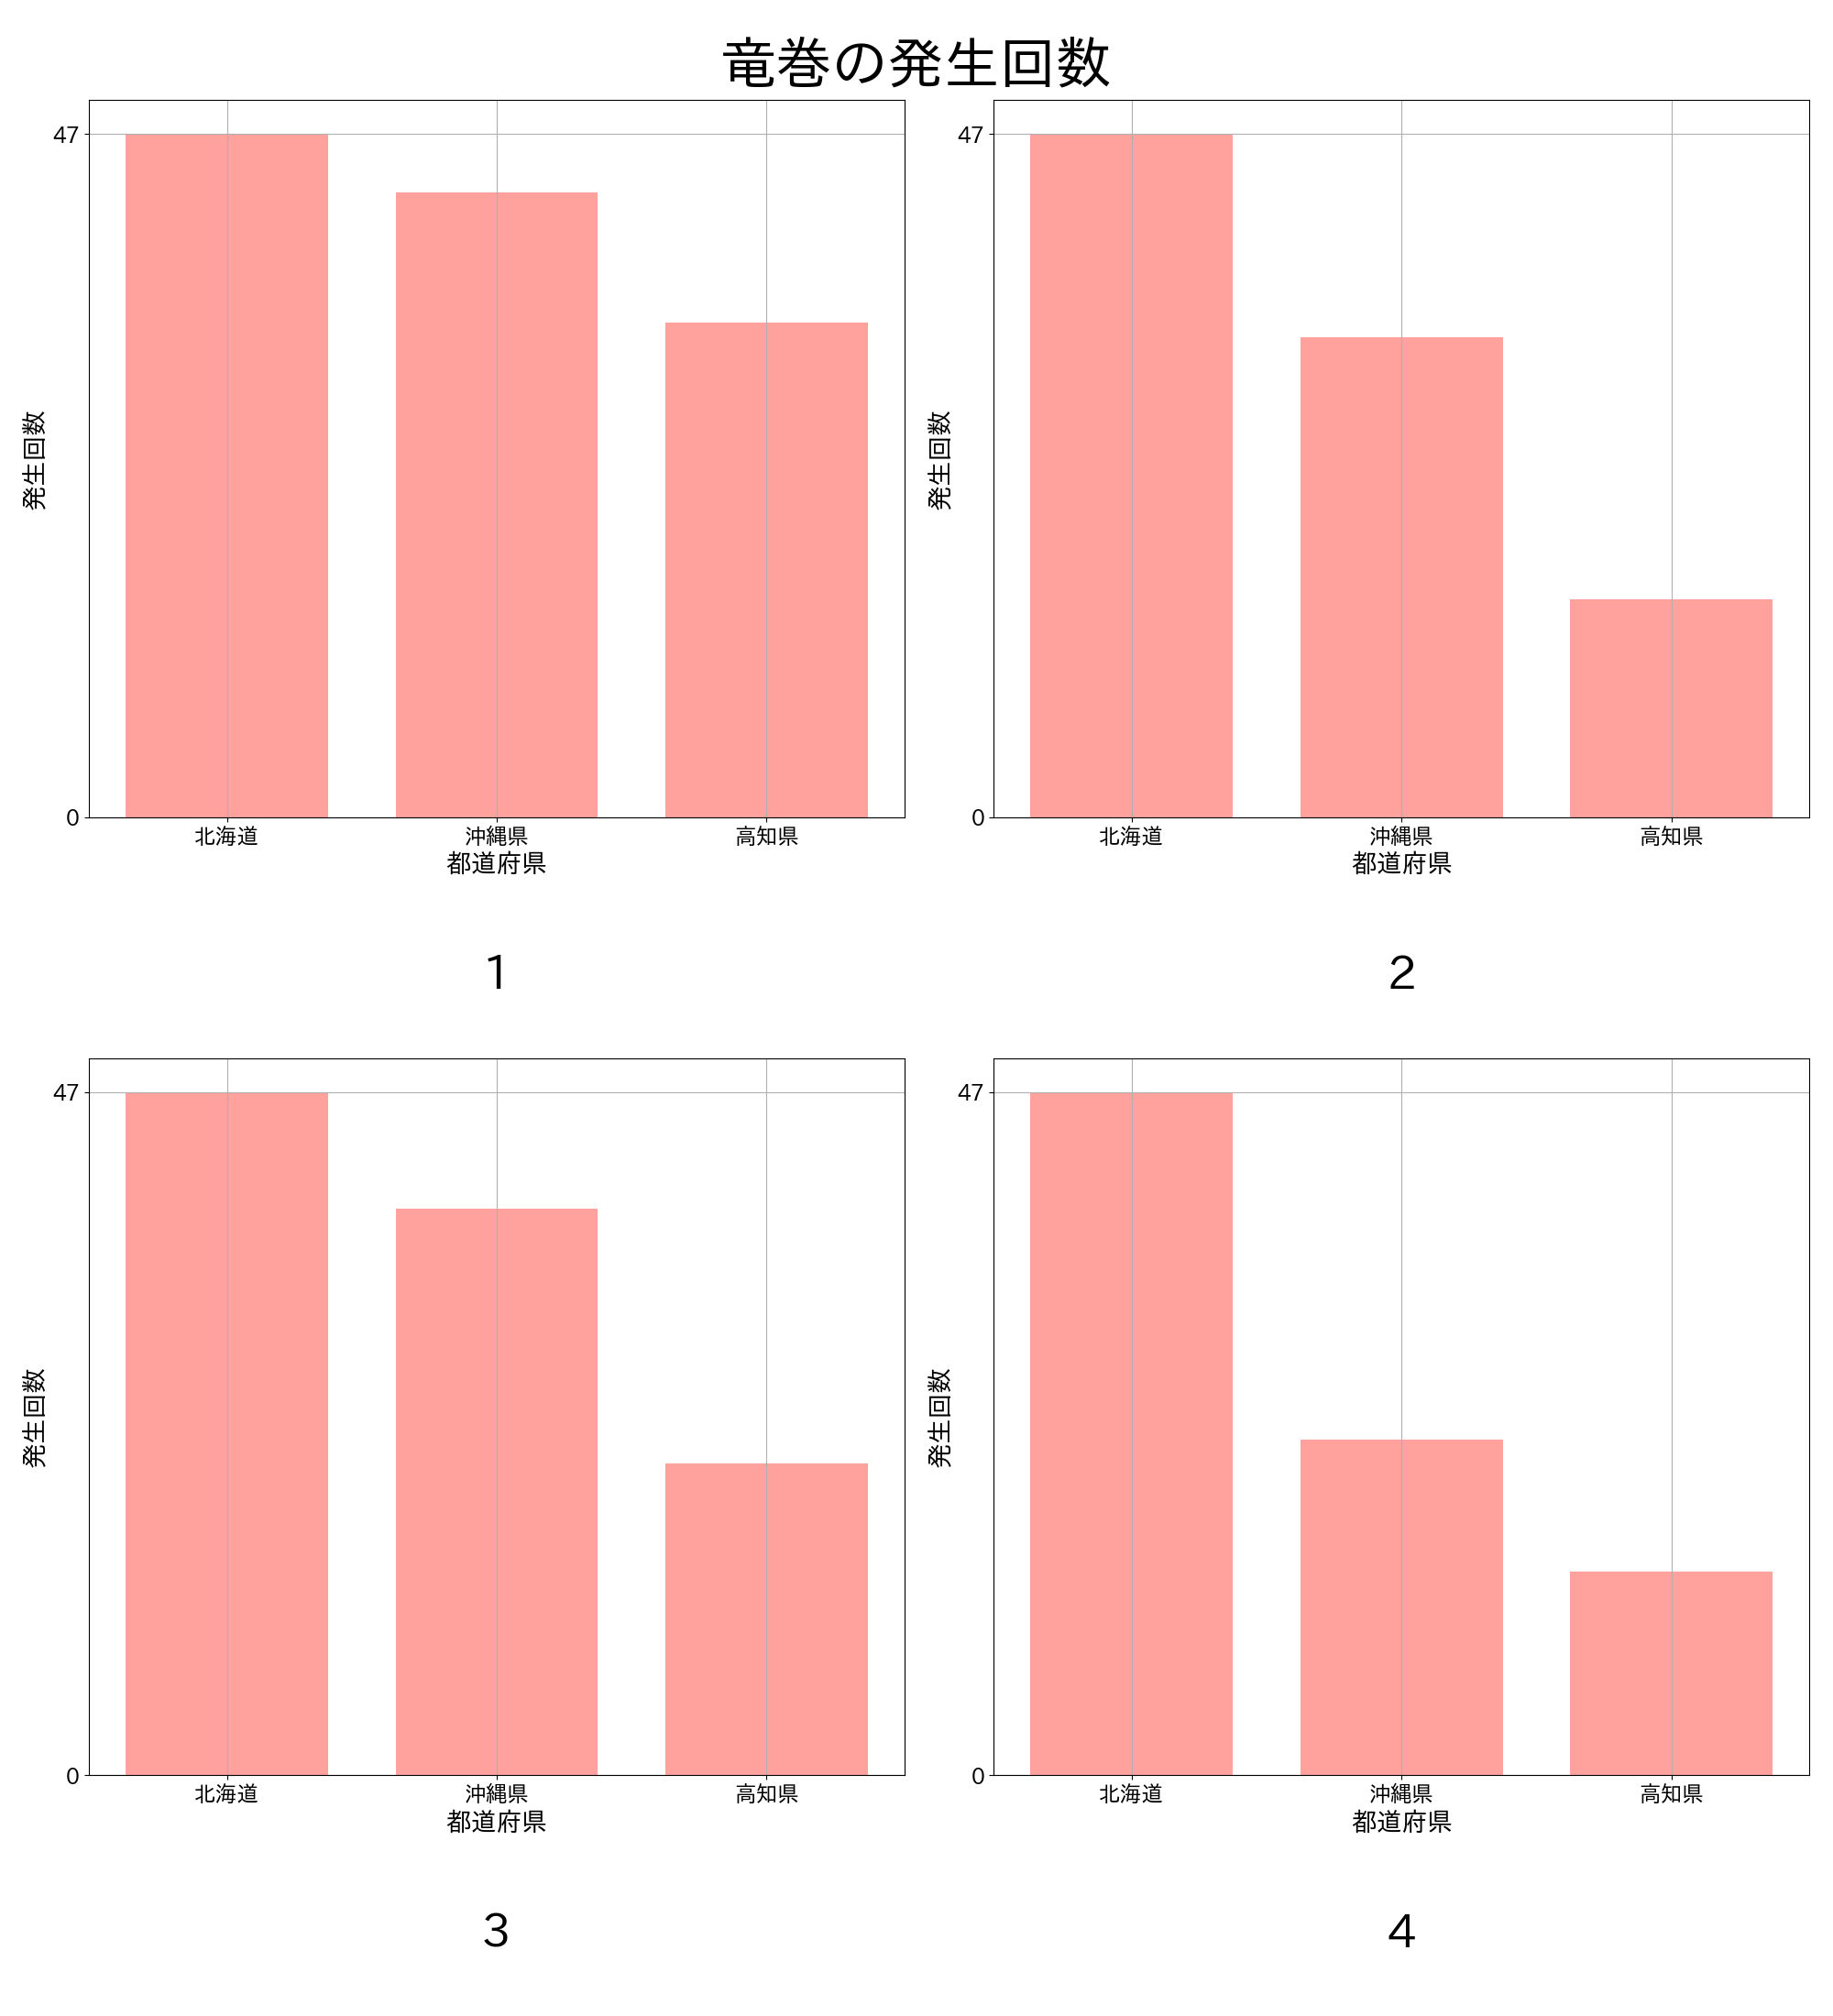 竜巻の発生回数
47
発生回数
0
北海道 沖縄県 高知県
都道府県
1
47
発生回数
0
北海道 沖縄県 高知県
都道府県
2
47
発生回数
0
北海道 沖縄県 高知県
都道府県
3
47
発生回数
0
北海道 沖縄県 高知県
都道府県
4